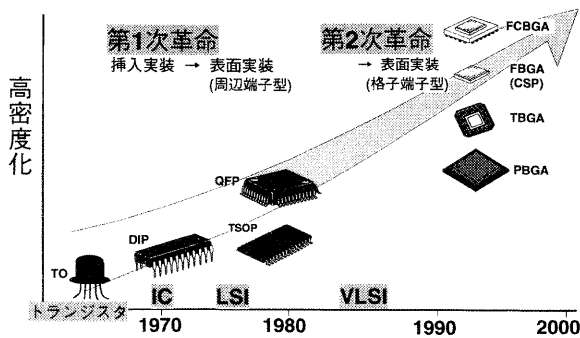 第1次革命
挿入実装 → 表面実装
(周辺端子型)
第2次革命
→ 表面実装
(格子端子型)
高密度化
FCBGA
FBGA
(CSP)
TBGA
PBGA
QFP
TSOP
DIP
TO
トランジスタ
IC
LSI
VLSI
1970
1980
1990
2000